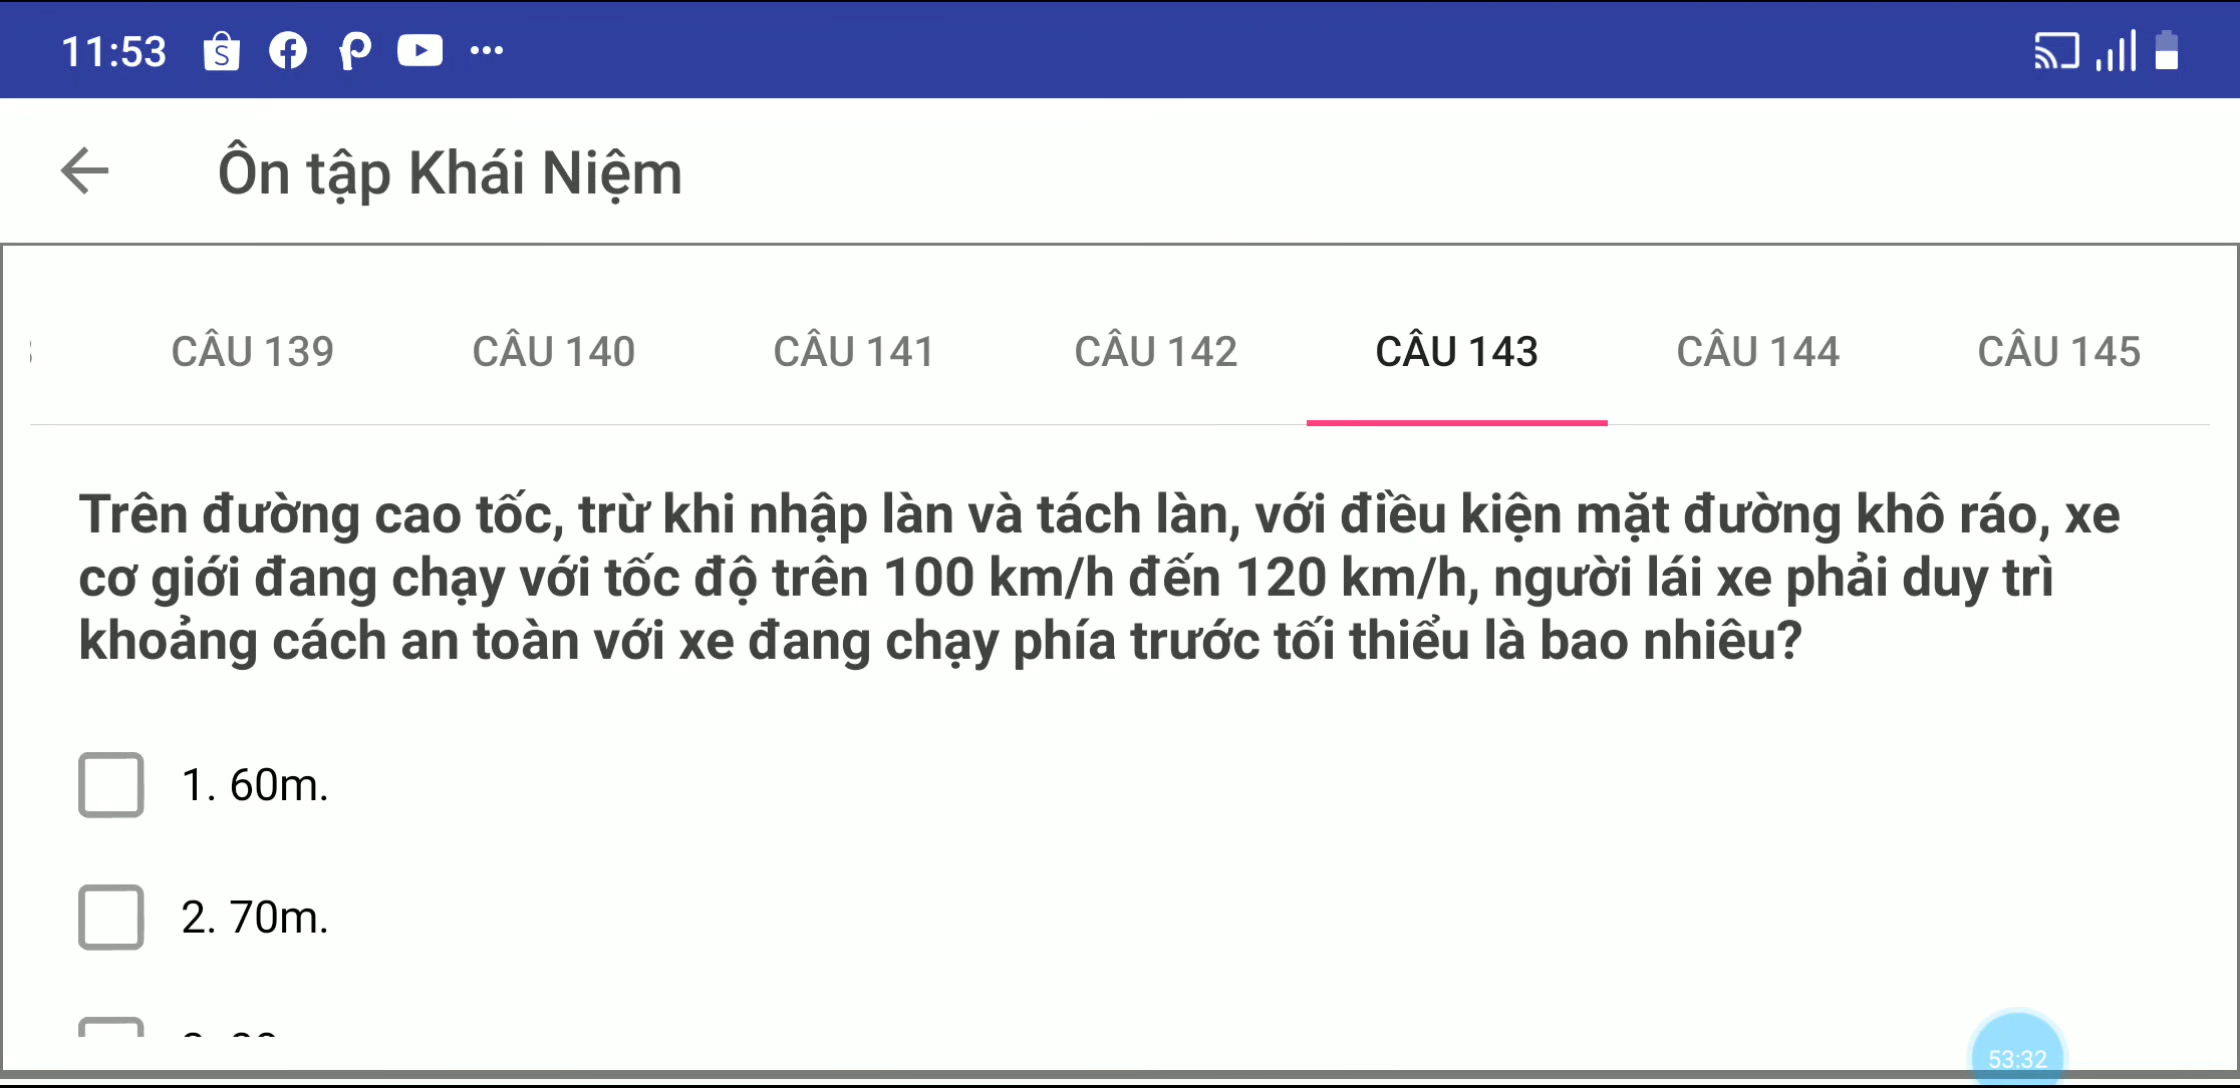 11:53
Ôn tập Khái Niệm
CÂU 139 CÂU 140 CÂU 141 CÂU 142 CÂU 143 CÂU 144 CÂU 145
Trên đường cao tốc, trừ khi nhập làn và tách làn, với điều kiện mặt đường khô ráo, xe
cơ giới đang chạy với tốc độ trên 100 km/h đến 120 km/h, người lái xe phải duy trì
khoảng cách an toàn với xe đang chạy phía trước tối thiểu là bao nhiêu?
1. 60m.
2. 70m.
53:32